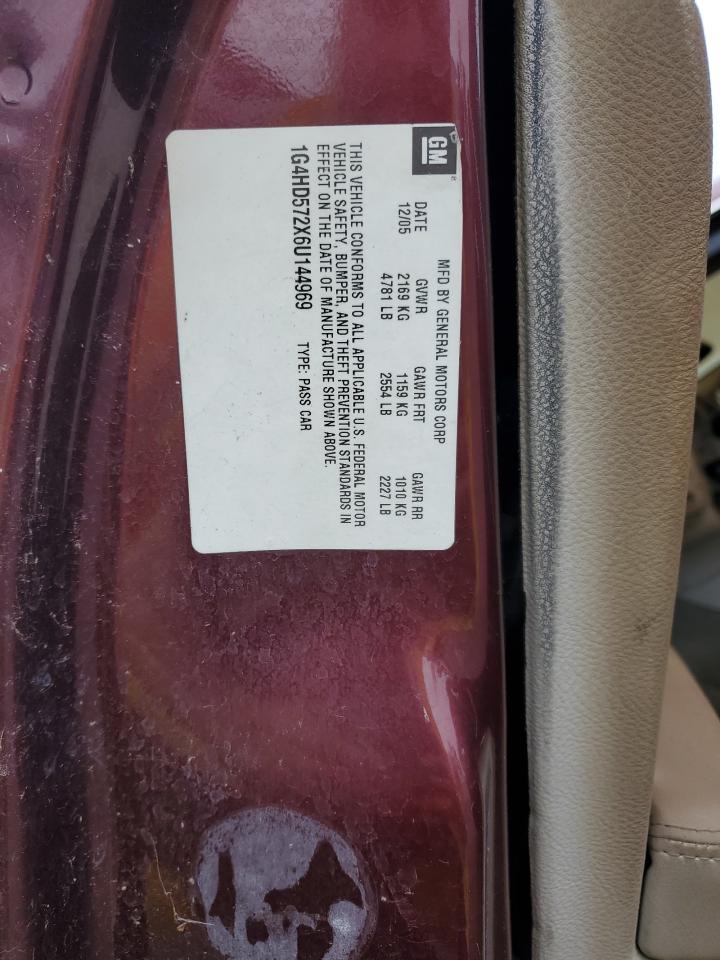 GM
MFD BY GENERAL MOTORS CORP
DATE GVWR GAWR FRT GAWR RR
12/05 2169 KG 1159 KG 1010 KG
4781 LB 2554 LB 2227 LB
THIS VEHICLE CONFORMS TO ALL APPLICABLE U.S. FEDERAL MOTOR
VEHICLE SAFETY, BUMPER, AND THEFT PREVENTION STANDARDS IN
EFFECT ON THE DATE OF MANUFACTURE SHOWN ABOVE.
1G4HD572X6U144969 TYPE: PASS CAR